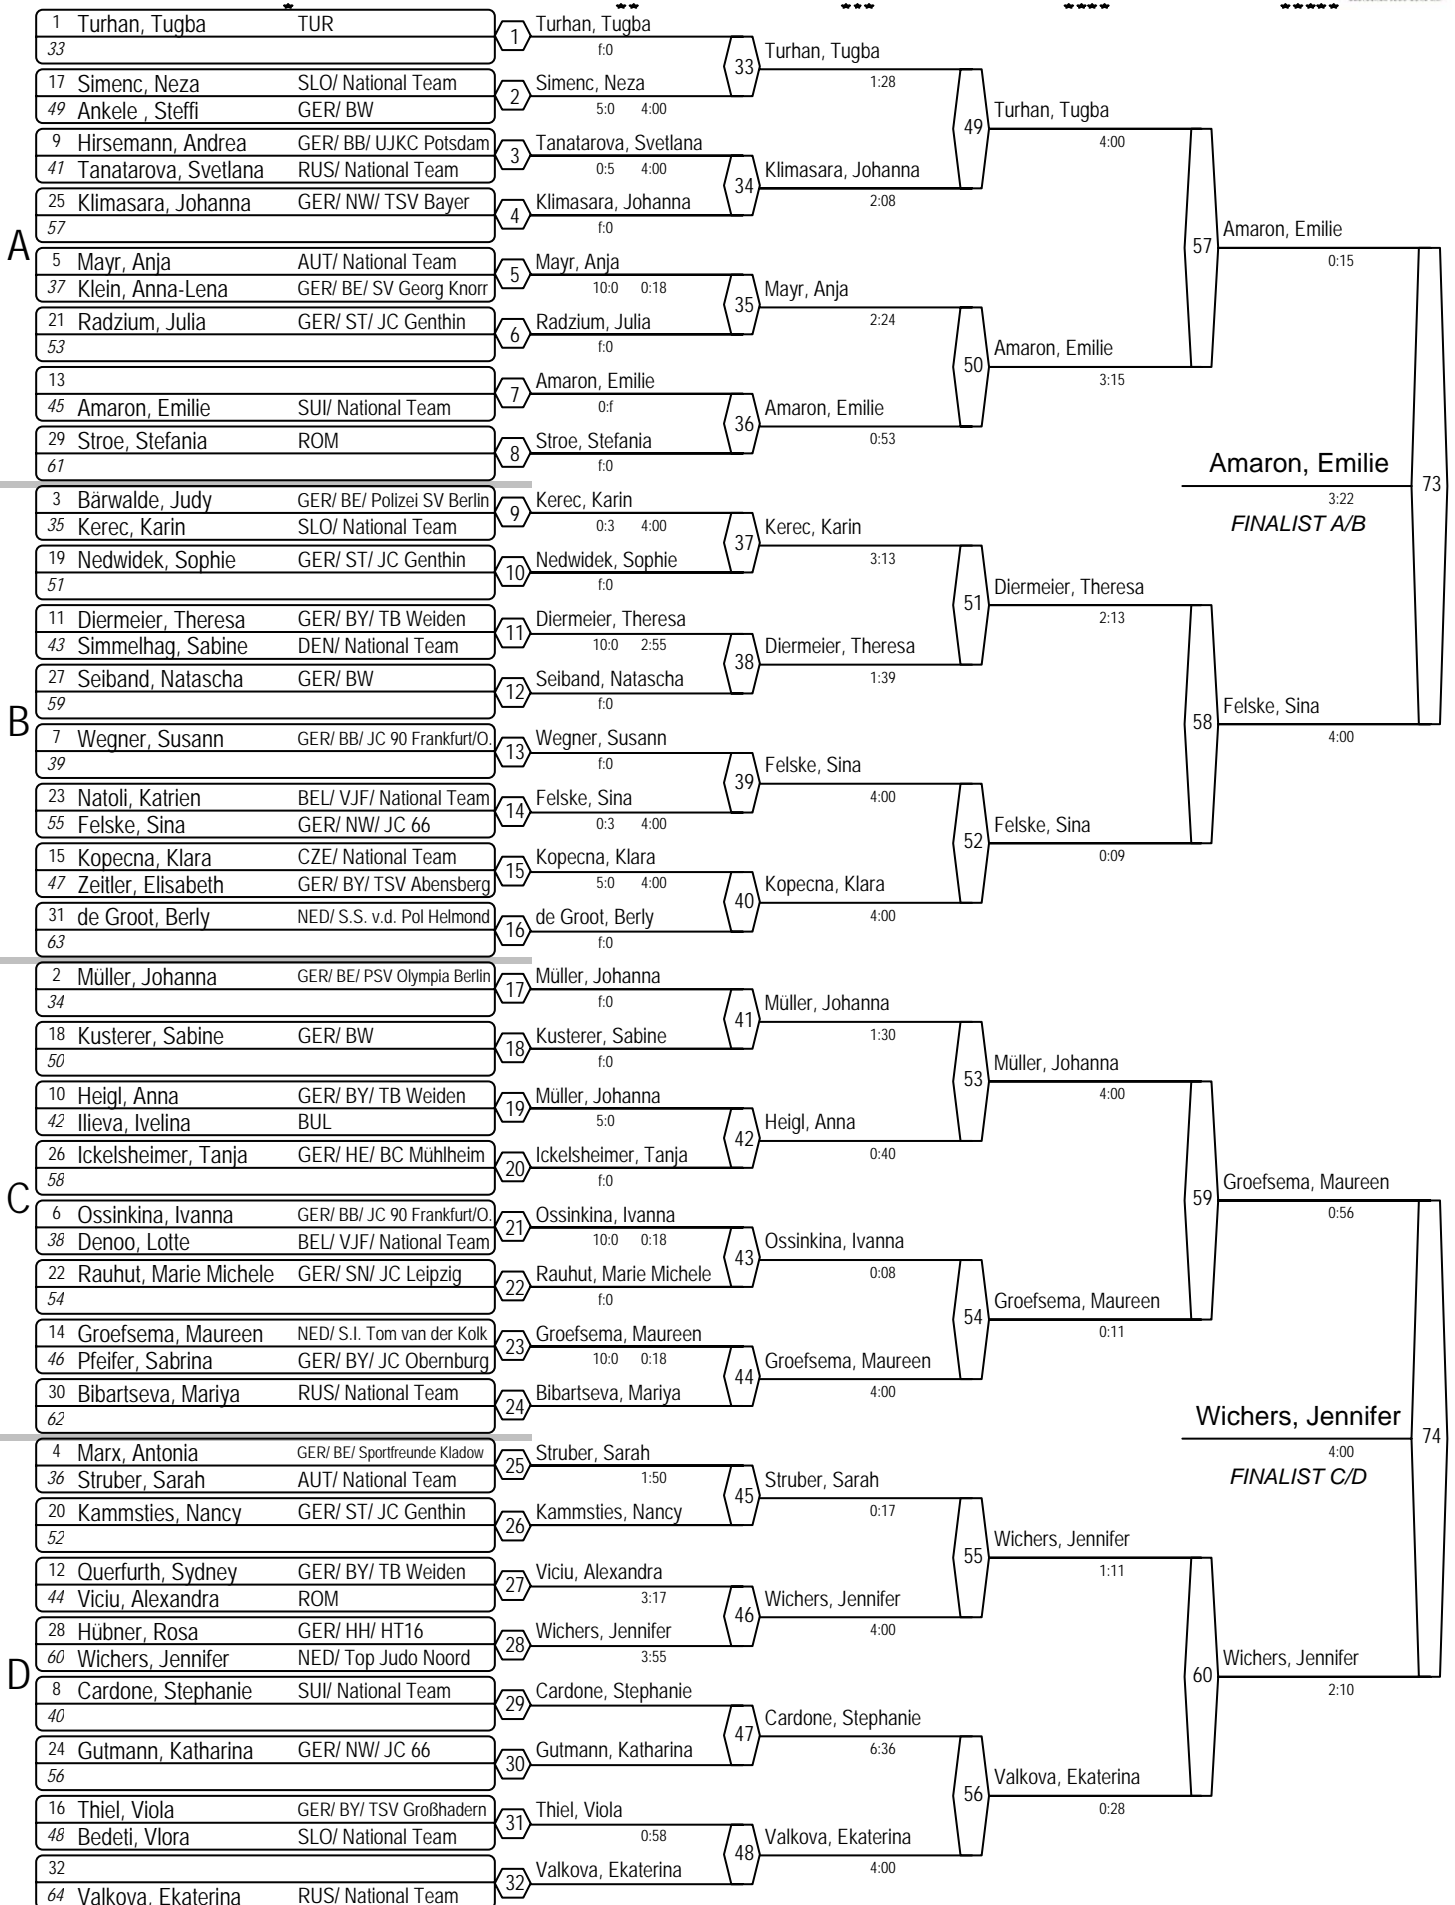 * ** *** **** *****
A
1 Turhan, Tugba TUR
33
17 Simenc, Neza SLO/ National Team
49 Ankele , Steffi GER/ BW
9 Hirsemann, Andrea GER/ BB/ UJKC Potsdam
41 Tanatarova, Svetlana RUS/ National Team
25 Klimasara, Johanna GER/ NW/ TSV Bayer
57
5 Mayr, Anja AUT/ National Team
37 Klein, Anna-Lena GER/ BE/ SV Georg Knorr
21 Radzium, Julia GER/ ST/ JC Genthin
53
13
45 Amaron, Emilie SUI/ National Team
29 Stroe, Stefania ROM
61
B
3 Bärwalde, Judy GER/ BE/ Polizei SV Berlin
35 Kerec, Karin SLO/ National Team
19 Nedwidek, Sophie GER/ ST/ JC Genthin
51
11 Diermeier, Theresa GER/ BY/ TB Weiden
43 Simmelhag, Sabine DEN/ National Team
27 Seiband, Natascha GER/ BW
59
7 Wegner, Susann GER/ BB/ JC 90 Frankfurt/O.
39
23 Natoli, Katrien BEL/ VJF/ National Team
55 Felske, Sina GER/ NW/ JC 66
15 Kopecna, Klara CZE/ National Team
47 Zeitler, Elisabeth GER/ BY/ TSV Abensberg
31 de Groot, Berly NED/ S.S. v.d. Pol Helmond
63
C
2 Müller, Johanna GER/ BE/ PSV Olympia Berlin
34
18 Kusterer, Sabine GER/ BW
50
10 Heigl, Anna GER/ BY/ TB Weiden
42 Ilieva, Ivelina BUL
26 Ickelsheimer, Tanja GER/ HE/ BC Mühlheim
58
6 Ossinkina, Ivanna GER/ BB/ JC 90 Frankfurt/O.
38 Denoo, Lotte BEL/ VJF/ National Team
22 Rauhut, Marie Michele GER/ SN/ JC Leipzig
54
14 Groefsema, Maureen NED/ S.I. Tom van der Kolk
46 Pfeifer, Sabrina GER/ BY/ JC Obernburg
30 Bibartseva, Mariya RUS/ National Team
62
D
4 Marx, Antonia GER/ BE/ Sportfreunde Kladow
36 Struber, Sarah AUT/ National Team
20 Kammsties, Nancy GER/ ST/ JC Genthin
52
12 Querfurth, Sydney GER/ BY/ TB Weiden
44 Viciu, Alexandra ROM
28 Hübner, Rosa GER/ HH/ HT16
60 Wichers, Jennifer NED/ Top Judo Noord
8 Cardone, Stephanie SUI/ National Team
40
24 Gutmann, Katharina GER/ NW/ JC 66
56
16 Thiel, Viola GER/ BY/ TSV Großhadern
48 Bedeti, Vlora SLO/ National Team
32
64 Valkova, Ekaterina RUS/ National Team
1 Turhan, Tugba
f:0
2 Simenc, Neza
5:0 4:00
3 Tanatarova, Svetlana
0:5 4:00
4 Klimasara, Johanna
f:0
5 Mayr, Anja
10:0 0:18
6 Radzium, Julia
f:0
7 Amaron, Emilie
0:f
8 Stroe, Stefania
f:0
9 Kerec, Karin
0:3 4:00
10 Nedwidek, Sophie
f:0
11 Diermeier, Theresa
10:0 2:55
12 Seiband, Natascha
f:0
13 Wegner, Susann
f:0
14 Felske, Sina
0:3 4:00
15 Kopecna, Klara
5:0 4:00
16 de Groot, Berly
f:0
17 Müller, Johanna
f:0
18 Kusterer, Sabine
f:0
19 Müller, Johanna
5:0
20 Ickelsheimer, Tanja
f:0
21 Ossinkina, Ivanna
10:0 0:18
22 Rauhut, Marie Michele
f:0
23 Groefsema, Maureen
10:0 0:18
24 Bibartseva, Mariya
25 Struber, Sarah
1:50
26 Kammsties, Nancy
27 Viciu, Alexandra
3:17
28 Wichers, Jennifer
3:55
29 Cardone, Stephanie
30 Gutmann, Katharina
31 Thiel, Viola
0:58
32 Valkova, Ekaterina
33 Turhan, Tugba
1:28
34 Klimasara, Johanna
2:08
35 Mayr, Anja
2:24
36 Amaron, Emilie
0:53
37 Kerec, Karin
3:13
38 Diermeier, Theresa
1:39
39 Felske, Sina
4:00
40 Kopecna, Klara
4:00
41 Müller, Johanna
1:30
42 Heigl, Anna
0:40
43 Ossinkina, Ivanna
0:08
44 Groefsema, Maureen
4:00
45 Struber, Sarah
0:17
46 Wichers, Jennifer
4:00
47 Cardone, Stephanie
6:36
48 Valkova, Ekaterina
4:00
49 Turhan, Tugba
4:00
50 Amaron, Emilie
3:15
51 Diermeier, Theresa
2:13
52 Felske, Sina
0:09
53 Müller, Johanna
4:00
54 Groefsema, Maureen
0:11
55 Wichers, Jennifer
1:11
56 Valkova, Ekaterina
0:28
57 Amaron, Emilie
0:15
58 Felske, Sina
4:00
59 Groefsema, Maureen
0:56
60 Wichers, Jennifer
2:10
Amaron, Emilie 73
3:22
FINALIST A/B
Wichers, Jennifer 74
4:00
FINALIST C/D